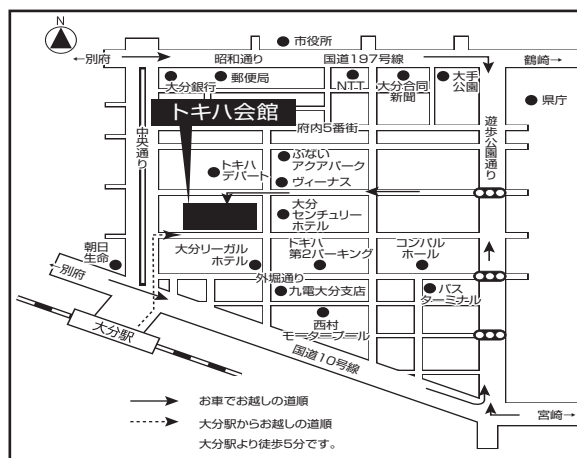 N
市役所
←別府
昭和通り
国道197号線
鶴崎→
大分銀行
郵便局
N.T.T.
大分合同
新聞
大手
公園
県庁
トキハ会館
府内5番街
中央通り
遊歩公園通り
トキハ
デパート
ぶない
アクアパーク
ヴィーナス
大分
センチュリー
ホテル
朝日
生命
←別府
大分リーガル
ホテル
トキハ
第2パーキング
コンパル
ホール
外堀通り
九電大分支店
バス
ターミナル
大分駅
西村
モータープール
国道10号線
宮崎→
お車でお越しの道順
大分駅からお越しの道順
大分駅より徒歩5分です。